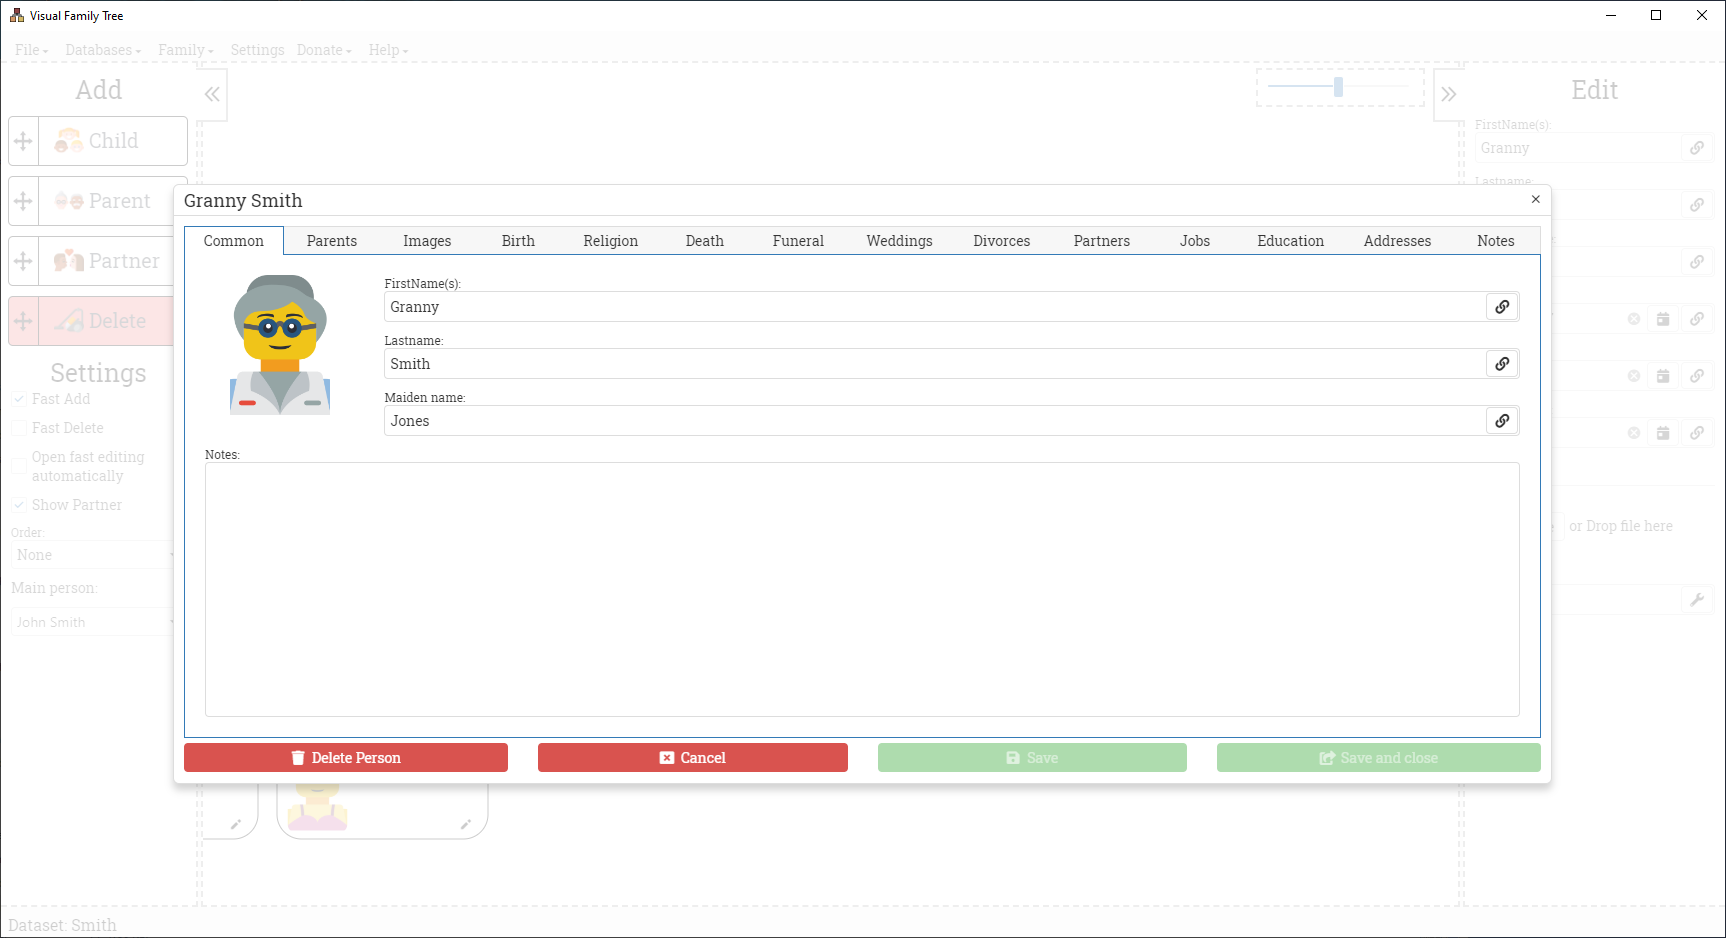 Visual Family Tree
File Databases Family Settings Donate Help
Add
Child
Parent
Partner
Delete
Settings
Fast Add
Fast Delete
Open fast editing
automatically
Show Partner
Order:
None
Main person:
John Smith
Granny Smith
Common Parents Images Birth Religion Death Funeral Weddings Divorces Partners Jobs Education Addresses Notes
FirstName(s):
Granny
Lastname:
Smith
Maiden name:
Jones
Notes:
Delete Person Cancel Save Save and close
Edit
FirstName(s):
Granny
Lastname:
or Drop file here
Dataset: Smith